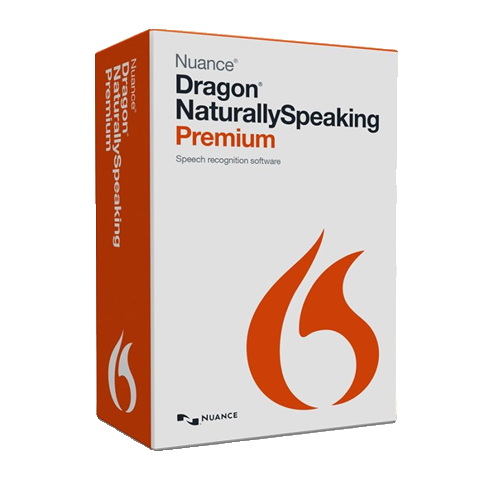 Nuance®
Dragon®
NaturallySpeaking
Premium
Speech recognition software
NUANCE
Nuance®
Dragon®
NaturallySpeaking
Premium